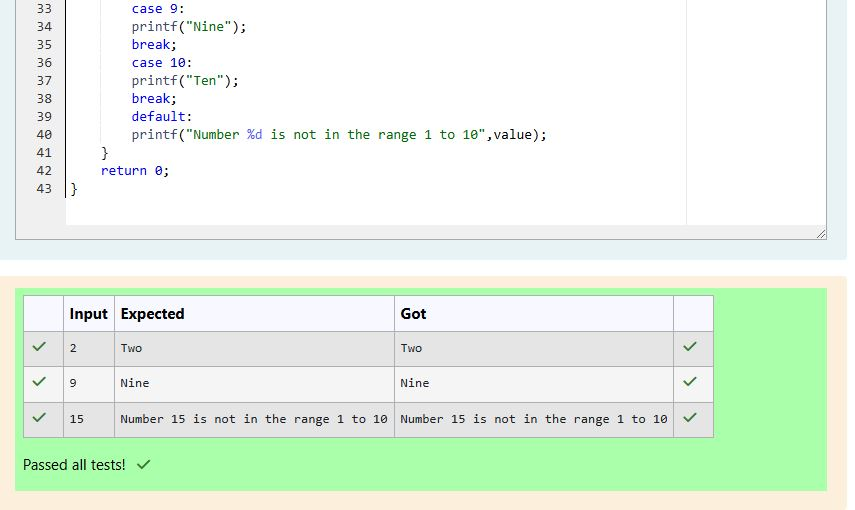 33 case 9:
34 printf("Nine");
35 break;
36 case 10:
37 printf("Ten");
38 break;
39 default:
40 printf("Number %d is not in the range 1 to 10",value);
41 }
42 return 0;
43 }
Input Expected Got
2 Two Two
9 Nine Nine
15 Number 15 is not in the range 1 to 10 Number 15 is not in the range 1 to 10
Passed all tests!